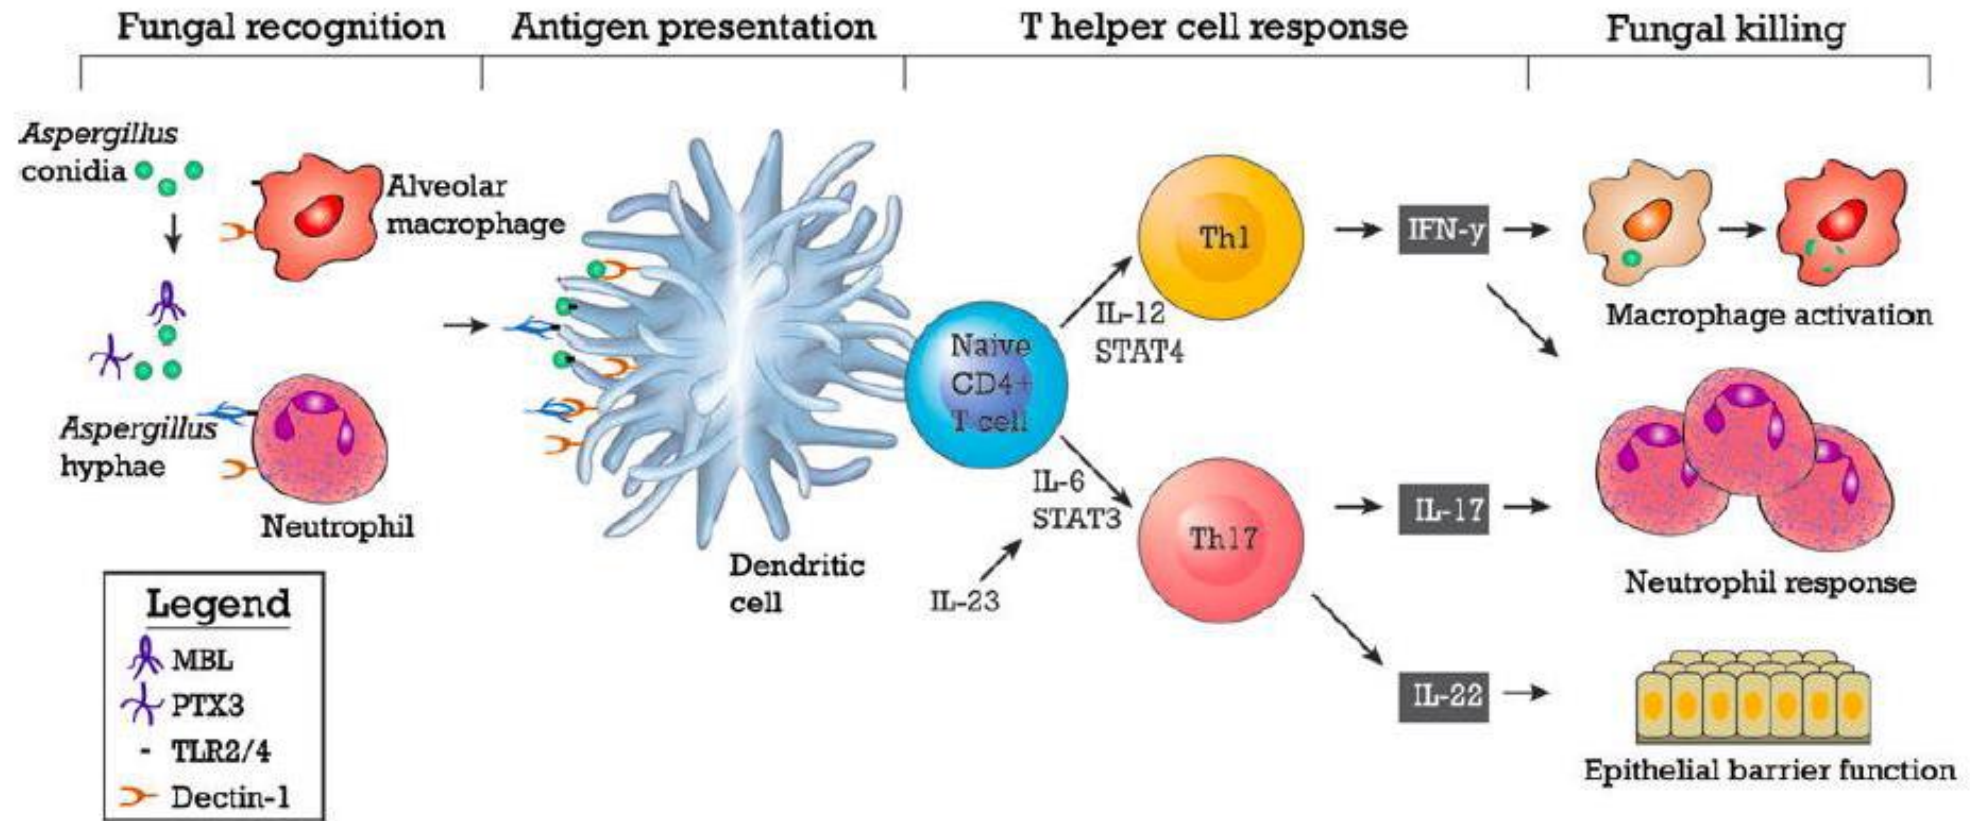 Fungal recognition
Antigen presentation
T helper cell response
Fungal killing
Aspergillus
conidia
Alveolar
macrophage
Aspergillus
hyphae
Neutrophil
Legend
MBL
PTX3
TLR2/4
Dectin-1
Dendritic
cell
Naive
CD4+
T cell
IL-12
STAT4
IL-6
STAT3
IL-23
Th1
Th17
IFN-y
IL-17
IL-22
Macrophage activation
Neutrophil response
Epithelial barrier function